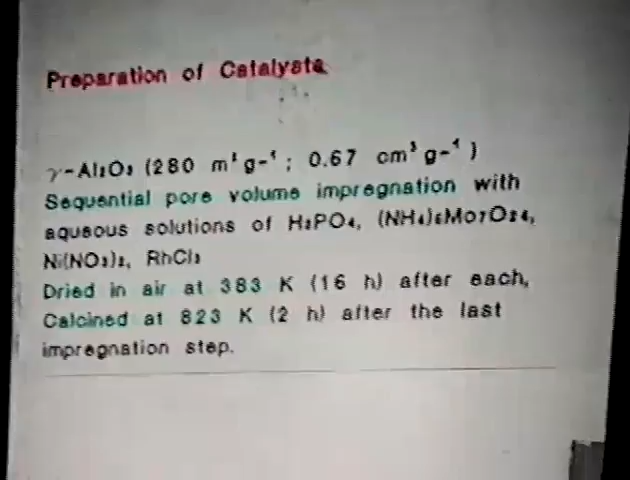 Preparation of Catalysts
γ-Al₂O₃ (280 m² g-¹ ; 0.67 cm³ g-¹ )
Sequential pore volume impregnation with
aqueous solutions of H₃PO₄, (NH₄)₆Mo₇O₂₄,
Ni(NO₃)₂, RhCl₃
Dried in air at 383 K (16 h) after each,
Calcined at 823 K (2 h) after the last
impregnation step.